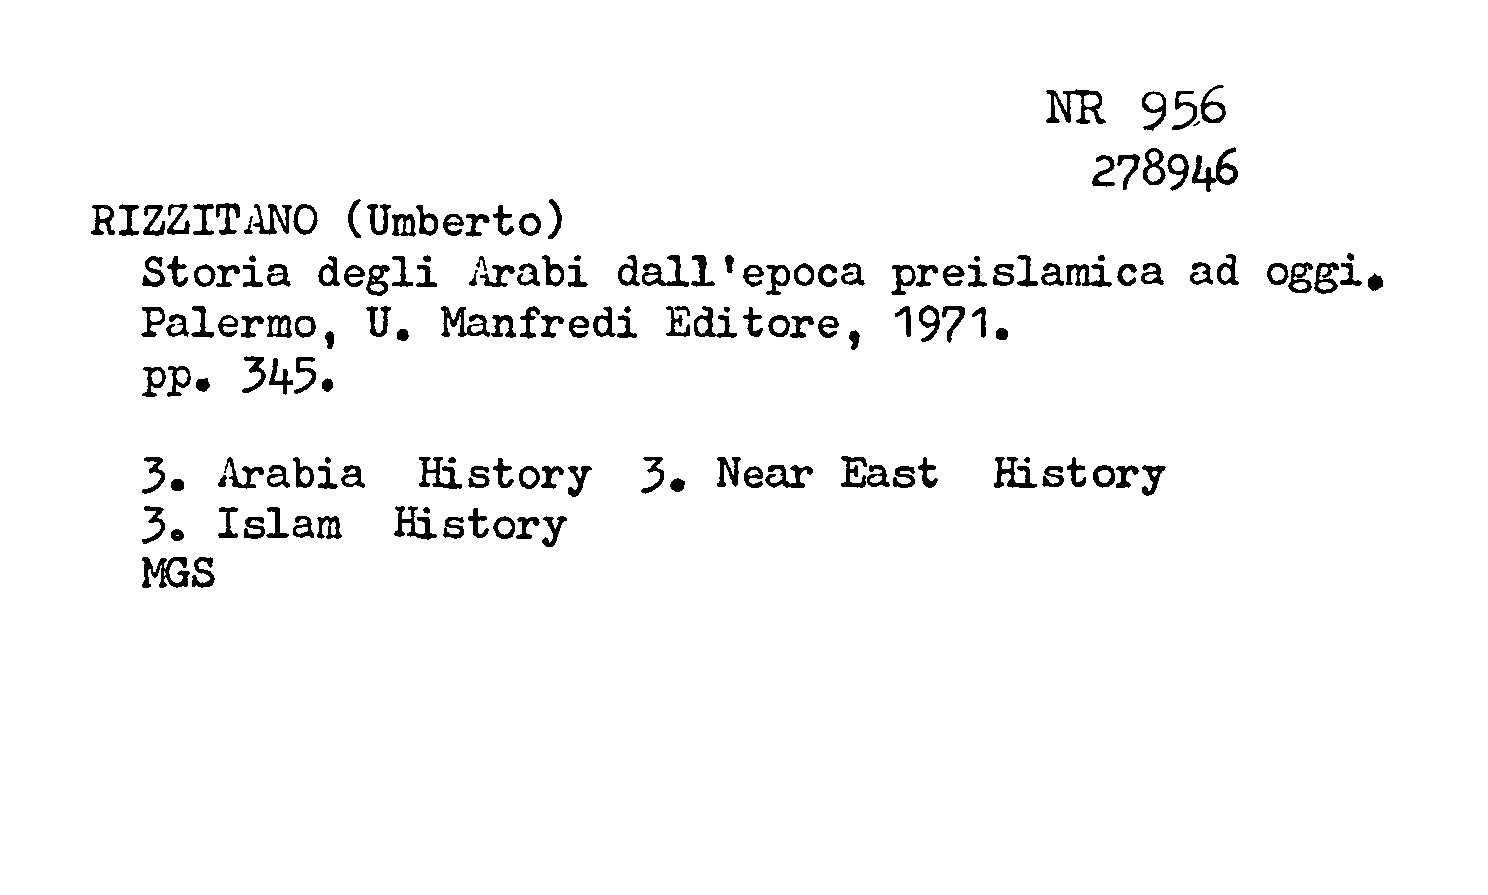 NR 956
278946
RIZZITANO (Umberto)
Storia degli Arabi dall'epoca preislamica ad oggi.
Palermo, U. Manfredi Editore, 1971.
pp. 345.
3. Arabia History 3. Near East History
3. Islam History
MGS